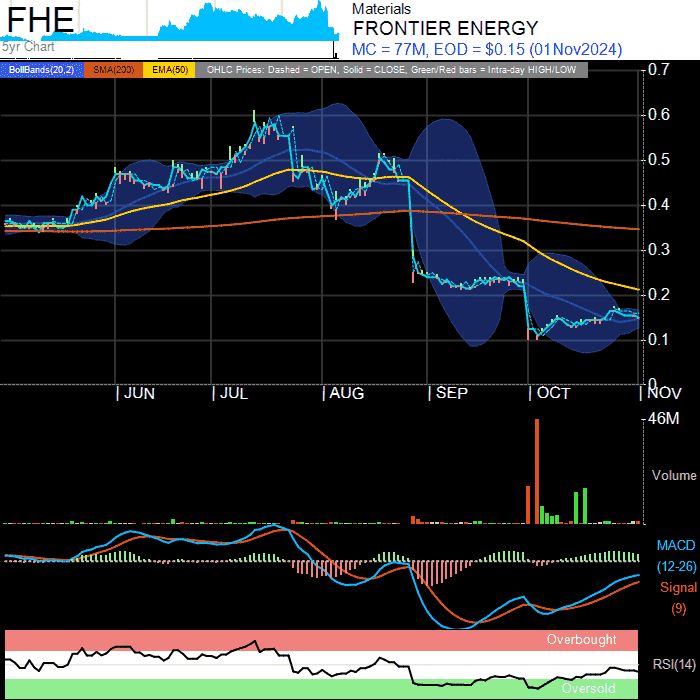 FHE
Materials
FRONTIER ENERGY
5yr Chart
MC = 77M, EOD = $0.15 (01Nov2024)
BollBands(20,2) SMA(200) EMA(50) OHLC Prices: Dashed = OPEN, Solid = CLOSE, Green/Red bars = Intra-day HIGH/LOW
0.7
0.6
0.5
0.4
0.3
0.2
0.1
0
JUN JUL AUG SEP OCT NOV
46M
Volume
MACD
(12-26)
Signal
(9)
Overbought
RSI(14)
Oversold